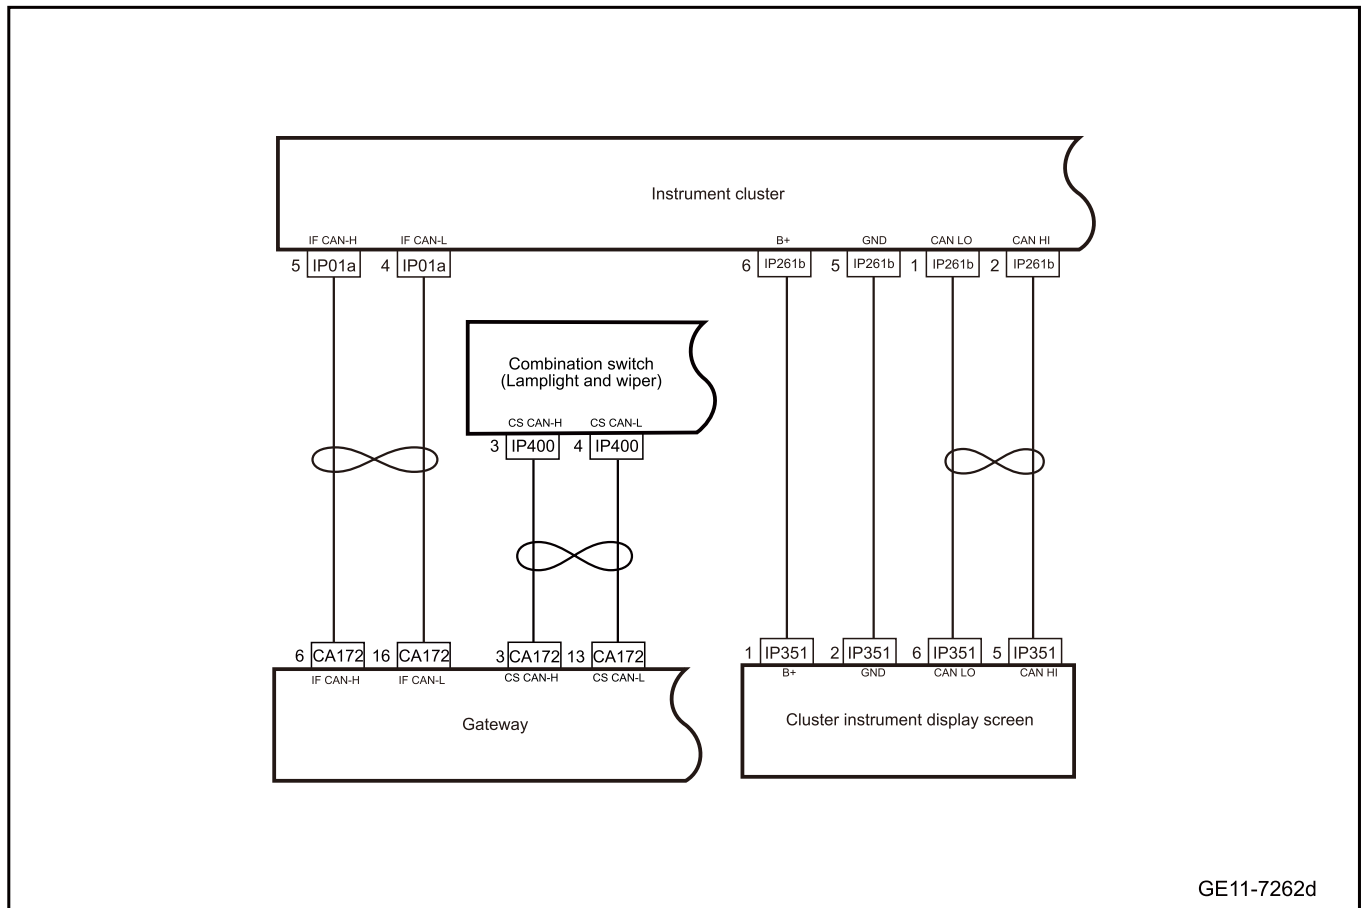 Instrument cluster
IF CAN-H IF CAN-L B+ GND CAN LO CAN HI
5 IP01a 4 IP01a 6 IP261b 5 IP261b 1 IP261b 2 IP261b
Combination switch
(Lamplight and wiper)
CS CAN-H CS CAN-L
3 IP400 4 IP400
6 CA172 16 CA172 3 CA172 13 CA172
IF CAN-H IF CAN-L CS CAN-H CS CAN-L
Gateway
1 IP351 2 IP351 6 IP351 5 IP351
B+ GND CAN LO CAN HI
Cluster instrument display screen
GE11-7262d